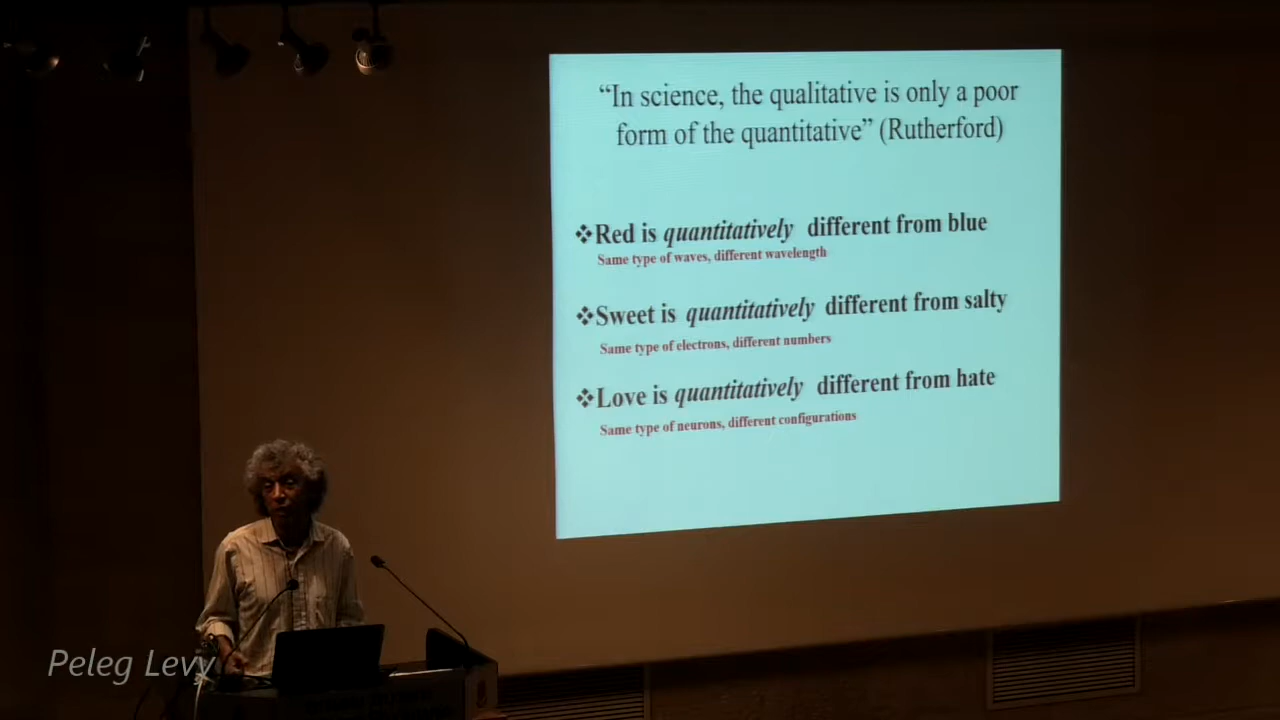 “In science, the qualitative is only a poor
form of the quantitative” (Rutherford)
❖Red is quantitatively different from blue
Same type of waves, different wavelength
❖Sweet is quantitatively different from salty
Same type of electrons, different numbers
❖Love is quantitatively different from hate
Same type of neurons, different configurations
Peleg Levy